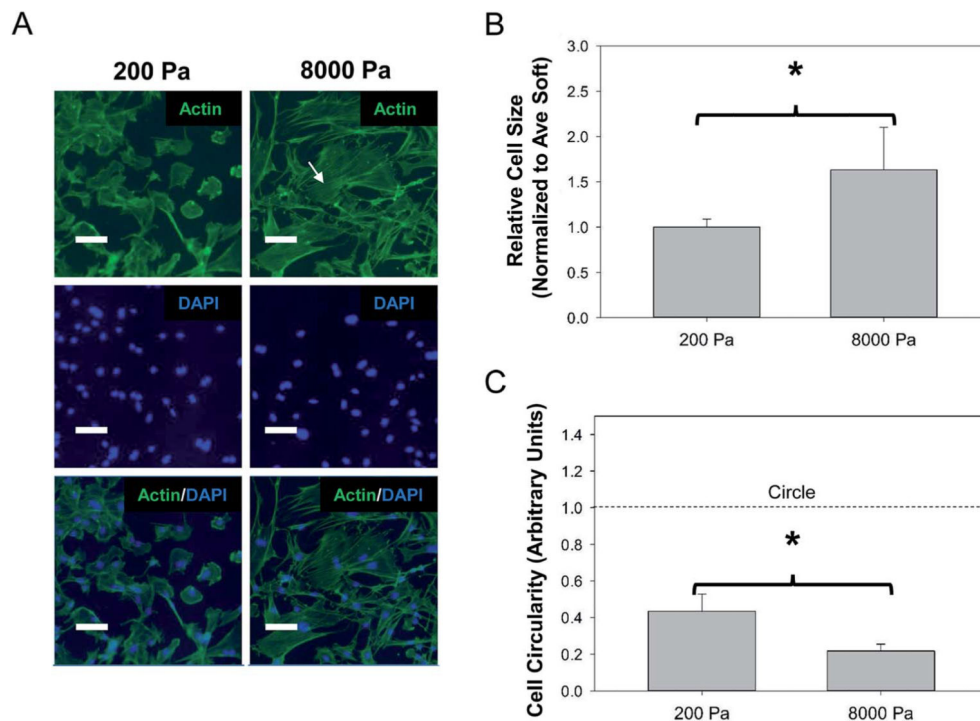 A
200 Pa
8000 Pa
Actin
Actin
DAPI
DAPI
Actin/DAPI
Actin/DAPI
B
Relative Cell Size
(Normalized to Ave Soft)
3.0
2.5
2.0
1.5
1.0
0.5
0.0
*
200 Pa
8000 Pa
C
Cell Circularity (Arbitrary Units)
1.4
1.2
1.0
0.8
0.6
0.4
0.2
0.0
Circle
*
200 Pa
8000 Pa